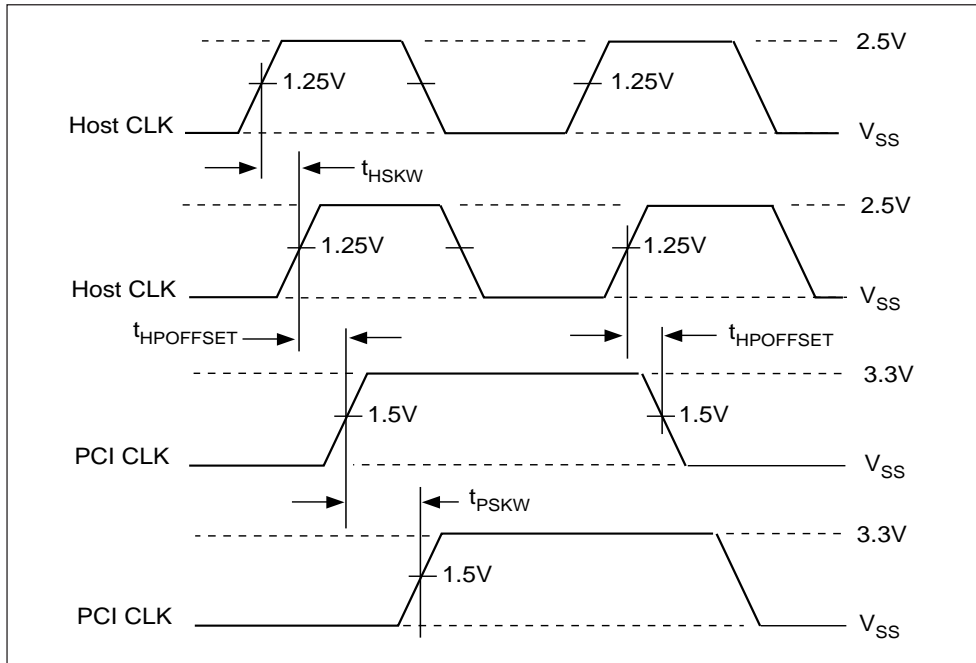 2.5V
1.25V 1.25V
Host CLK VSS
tHSKW
2.5V
1.25V 1.25V
Host CLK VSS
tHPOFFSET tHPOFFSET
3.3V
1.5V 1.5V
PCI CLK VSS
tPSKW
3.3V
1.5V
PCI CLK VSS